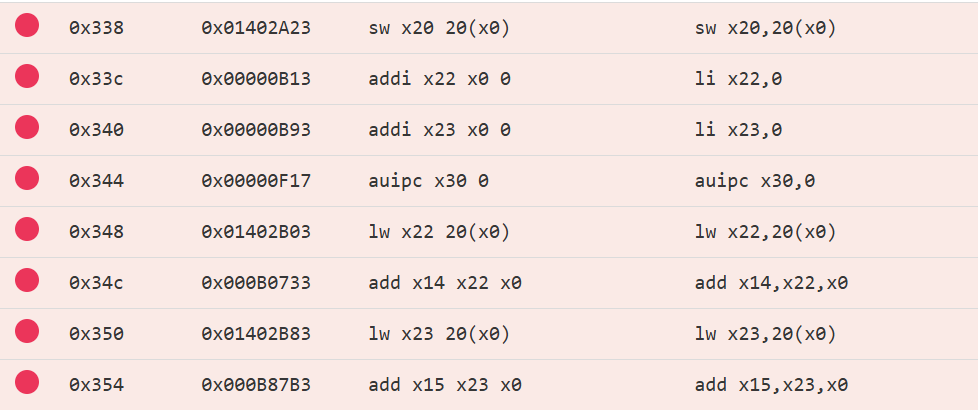 0x338 0x01402A23 sw x20 20(x0) sw x20,20(x0)
0x33c 0x00000B13 addi x22 x0 0 li x22,0
0x340 0x00000B93 addi x23 x0 0 li x23,0
0x344 0x00000F17 auipc x30 0 auipc x30,0
0x348 0x01402B03 lw x22 20(x0) lw x22,20(x0)
0x34c 0x000B0733 add x14 x22 x0 add x14,x22,x0
0x350 0x01402B83 lw x23 20(x0) lw x23,20(x0)
0x354 0x000B87B3 add x15 x23 x0 add x15,x23,x0